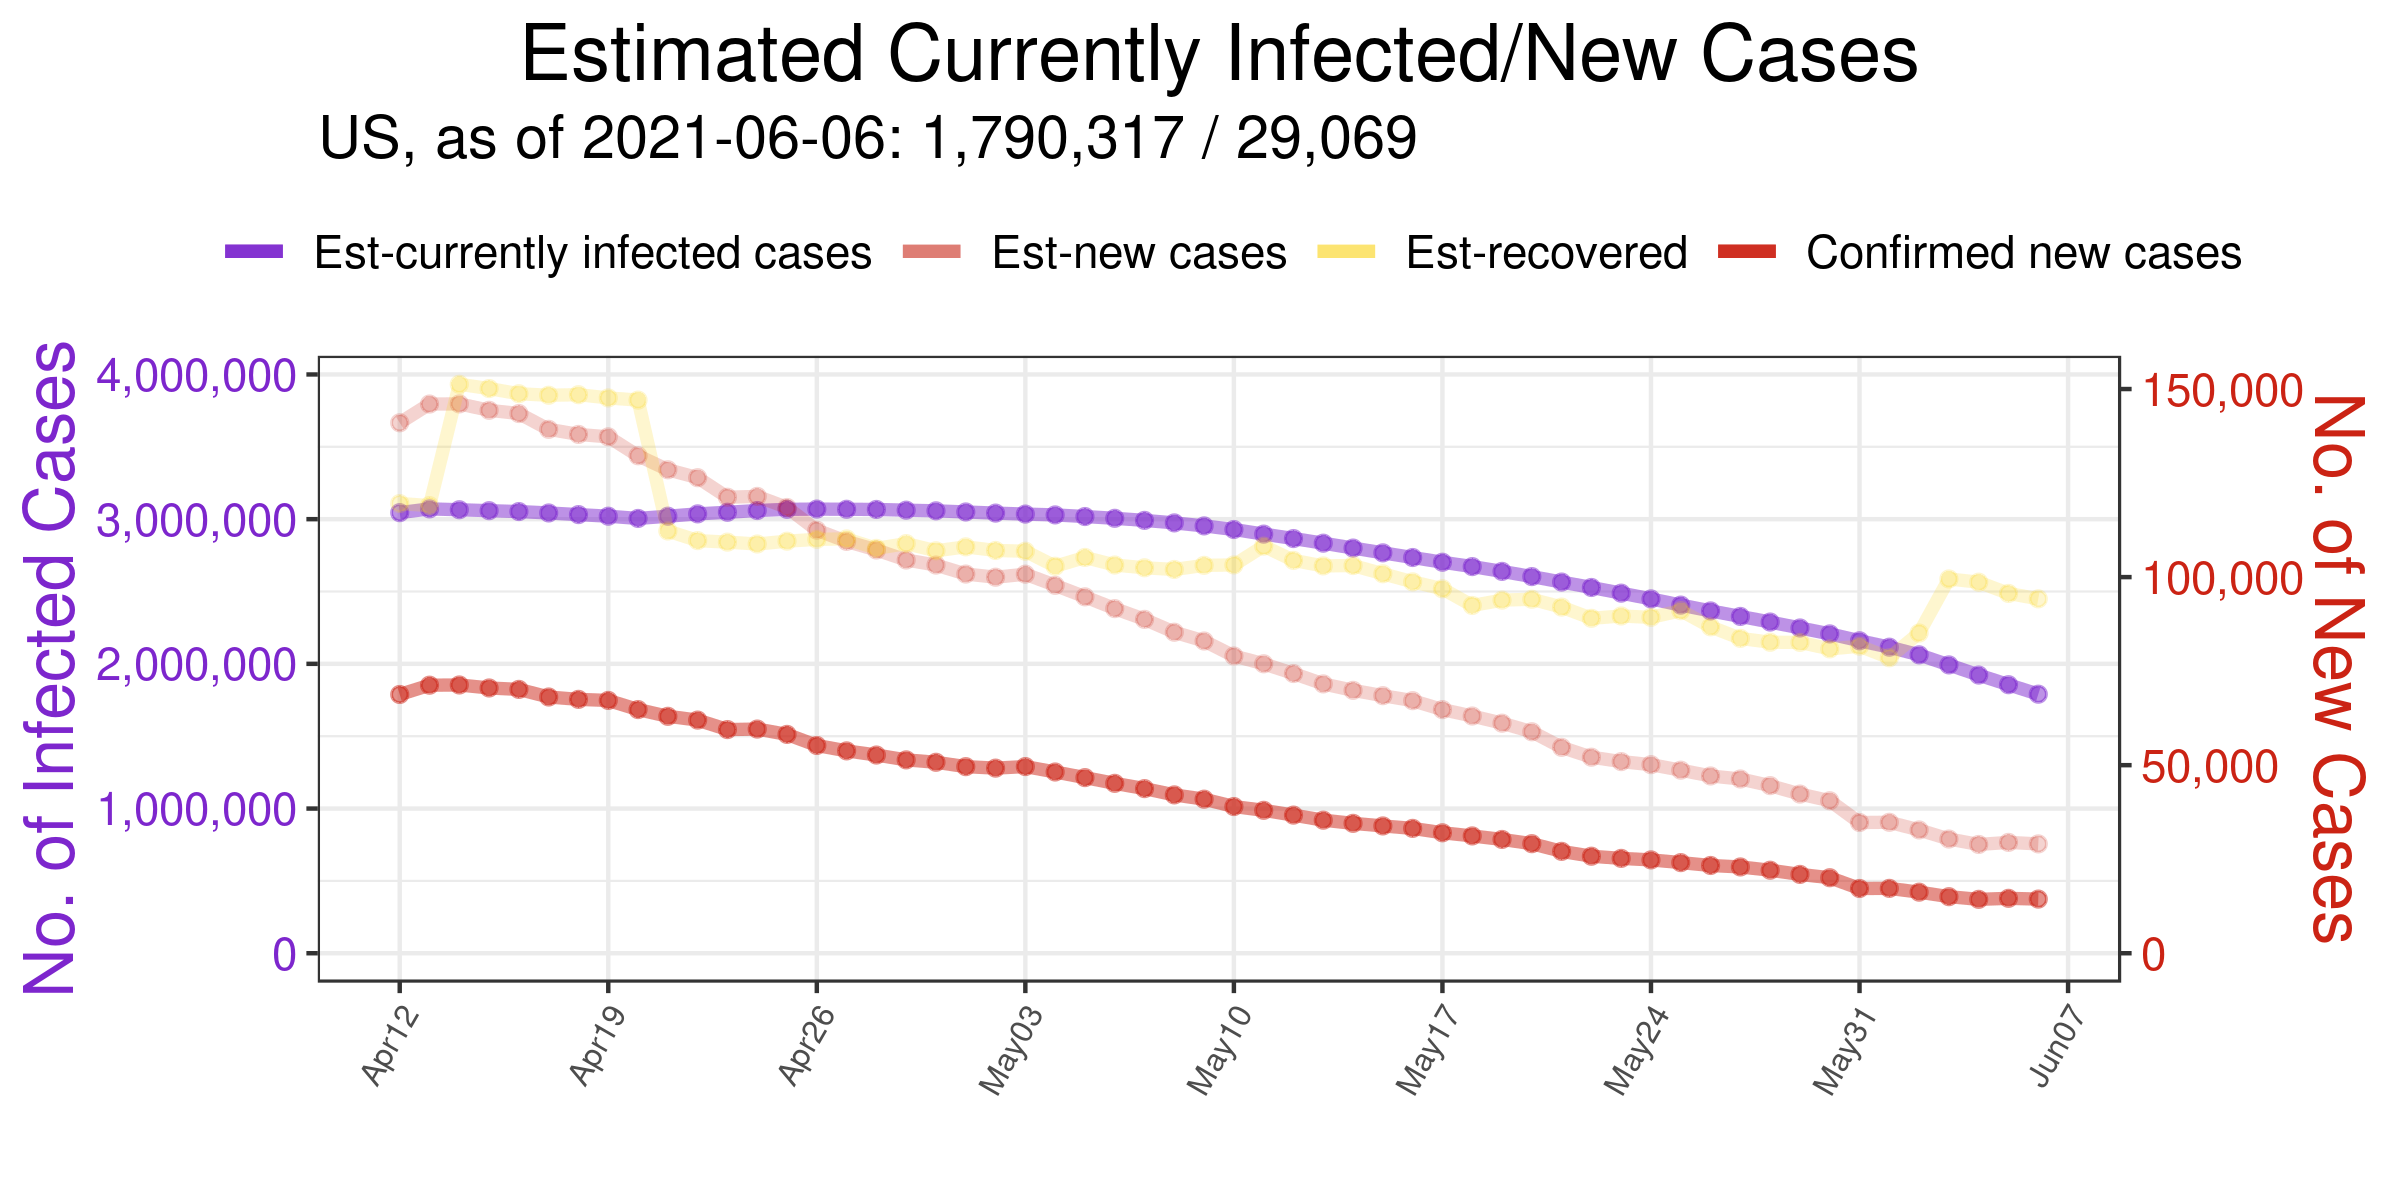 Estimated Currently Infected/New Cases
US, as of 2021-06-06: 1,790,317 / 29,069
Est-currently infected cases Est-new cases Est-recovered Confirmed new cases
No. of Infected Cases
4,000,000
3,000,000
2,000,000
1,000,000
0
150,000
100,000
50,000
0
No. of New Cases
Apr12 Apr19 Apr26 May03 May10 May17 May24 May31 Jun07